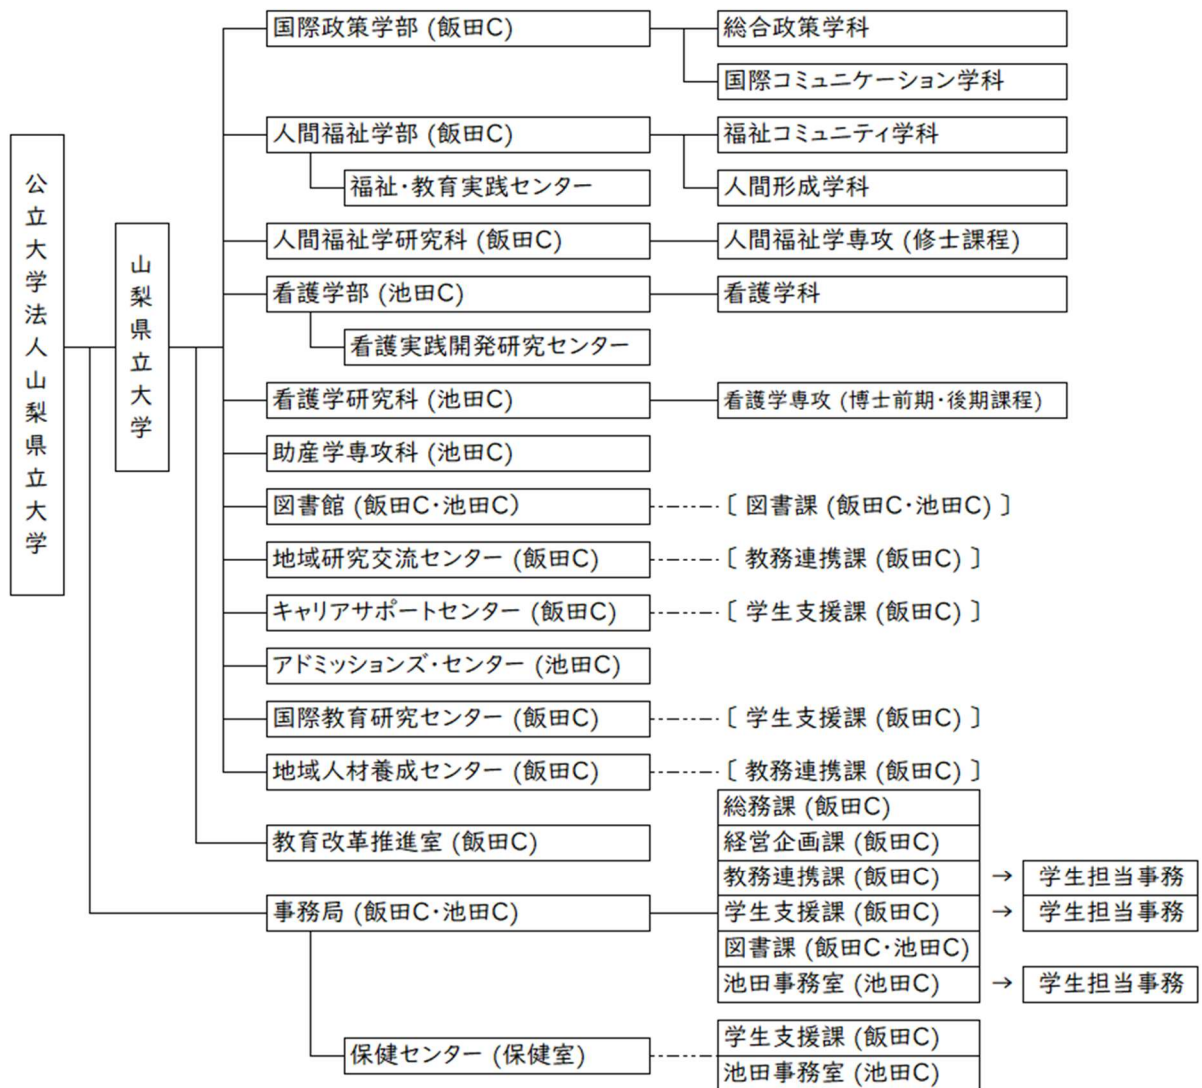 公立大学法人山梨県立大学
山梨県立大学
国際政策学部 (飯田C)
総合政策学科
国際コミュニケーション学科
人間福祉学部 (飯田C)
福祉コミュニティ学科
福祉・教育実践センター
人間形成学科
人間福祉学研究科 (飯田C)
人間福祉学専攻 (修士課程)
看護学部 (池田C)
看護学科
看護実践開発研究センター
看護学研究科 (池田C)
看護学専攻 (博士前期・後期課程)
助産学専攻科 (池田C)
図書館 (飯田C・池田C)
〔 図書課 (飯田C・池田C) 〕
地域研究交流センター (飯田C)
〔 教務連携課 (飯田C) 〕
キャリアサポートセンター (飯田C)
〔 学生支援課 (飯田C) 〕
アドミッションズ・センター (池田C)
国際教育研究センター (飯田C)
〔 学生支援課 (飯田C) 〕
地域人材養成センター (飯田C)
〔 教務連携課 (飯田C) 〕
教育改革推進室 (飯田C)
事務局 (飯田C・池田C)
総務課 (飯田C)
経営企画課 (飯田C)
教務連携課 (飯田C) → 学生担当事務
学生支援課 (飯田C) → 学生担当事務
図書課 (飯田C・池田C)
池田事務室 (池田C) → 学生担当事務
保健センター (保健室)
学生支援課 (飯田C)
池田事務室 (池田C)